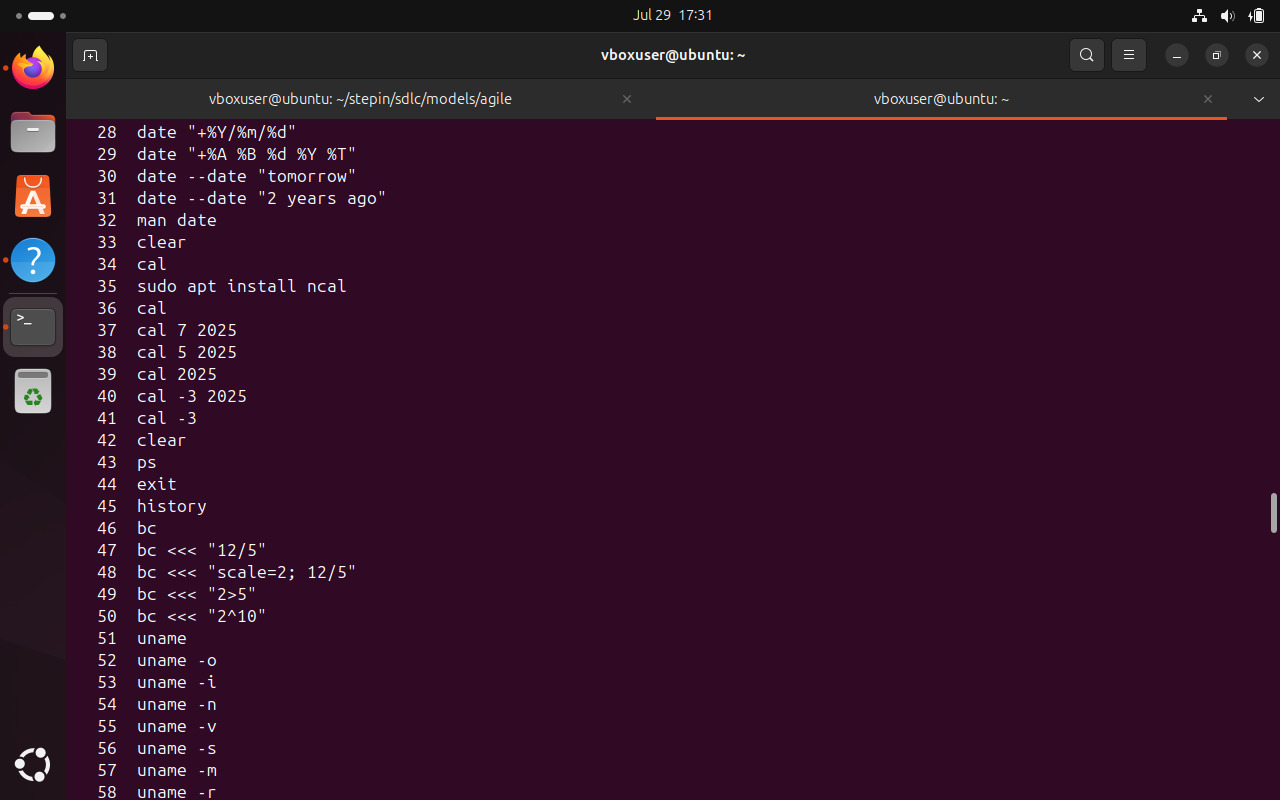 Jul 29 17:31
vboxuser@ubuntu: ~
vboxuser@ubuntu: ~/stepin/sdlc/models/agile
vboxuser@ubuntu: ~
28 date "+%Y/%m/%d"
29 date "+%A %B %d %Y %T"
30 date --date "tomorrow"
31 date --date "2 years ago"
32 man date
33 clear
34 cal
35 sudo apt install ncal
36 cal
37 cal 7 2025
38 cal 5 2025
39 cal 2025
40 cal -3 2025
41 cal -3
42 clear
43 ps
44 exit
45 history
46 bc
47 bc <<< "12/5"
48 bc <<< "scale=2; 12/5"
49 bc <<< "2>5"
50 bc <<< "2^10"
51 uname
52 uname -o
53 uname -i
54 uname -n
55 uname -v
56 uname -s
57 uname -m
58 uname -r